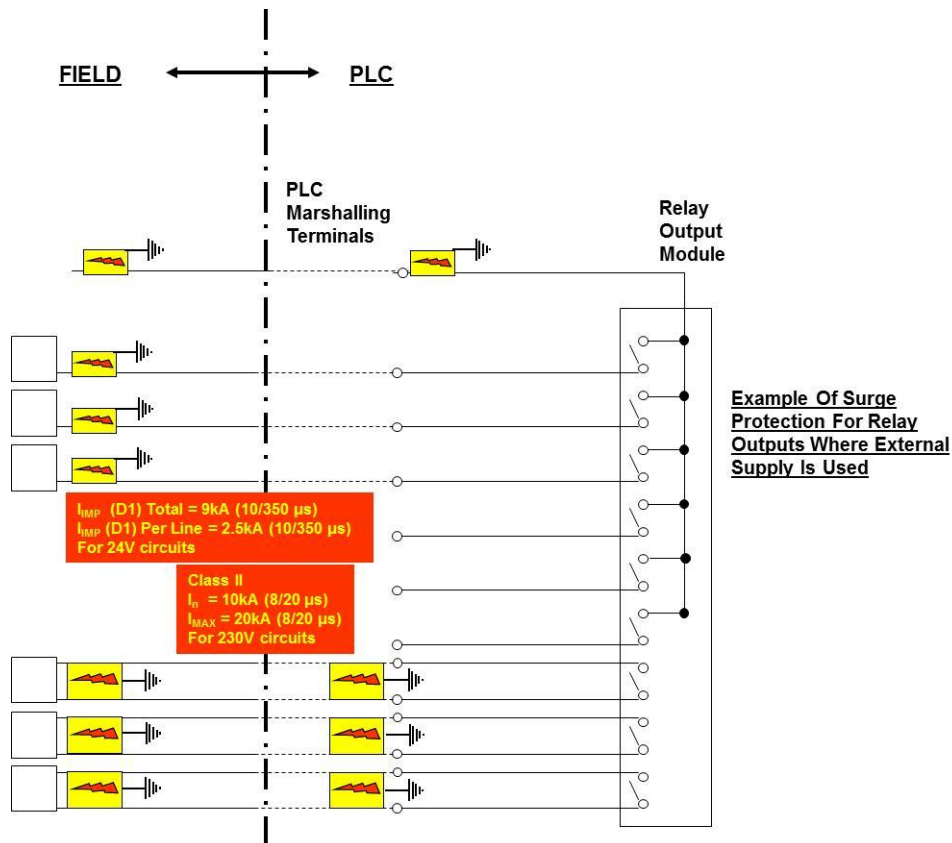 FIELD
PLC
PLC
Marshalling
Terminals
Relay
Output
Module
Example Of Surge
Protection For Relay
Outputs Where External
Supply Is Used
IIMP (D1) Total = 9kA (10/350 µs)
IIMP (D1) Per Line = 2.5kA (10/350 µs)
For 24V circuits
Class II
In = 10kA (8/20 µs)
IMAX = 20kA (8/20 µs)
For 230V circuits